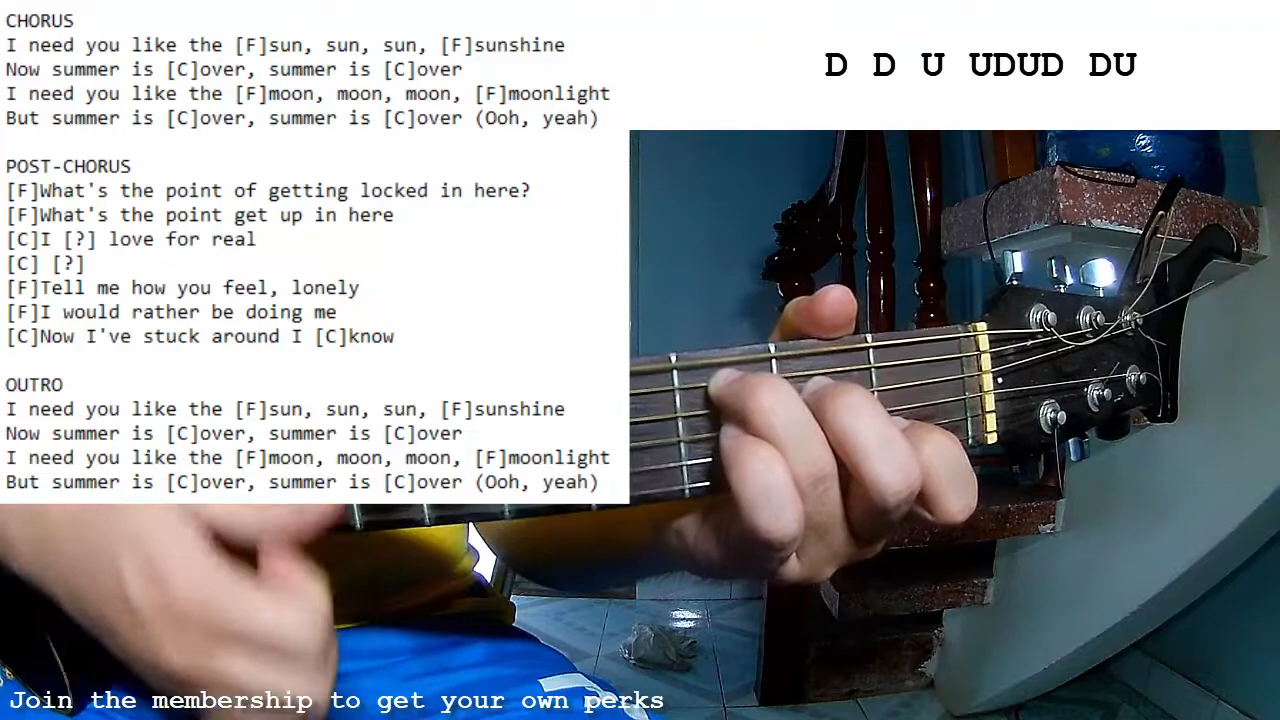 CHORUS
I need you like the [F]sun, sun, sun, [F]sunshine
Now summer is [C]over, summer is [C]over
I need you like the [F]moon, moon, moon, [F]moonlight
But summer is [C]over, summer is [C]over (Ooh, yeah)
POST-CHORUS
[F]What's the point of getting locked in here?
[F]What's the point get up in here
[C]I [?] love for real
[C] [?]
[F]Tell me how you feel, lonely
[F]I would rather be doing me
[C]Now I've stuck around I [C]know
OUTRO
I need you like the [F]sun, sun, sun, [F]sunshine
Now summer is [C]over, summer is [C]over
I need you like the [F]moon, moon, moon, [F]moonlight
But summer is [C]over, summer is [C]over (Ooh, yeah)
D D U UDUD DU
Join the membership to get your own perks